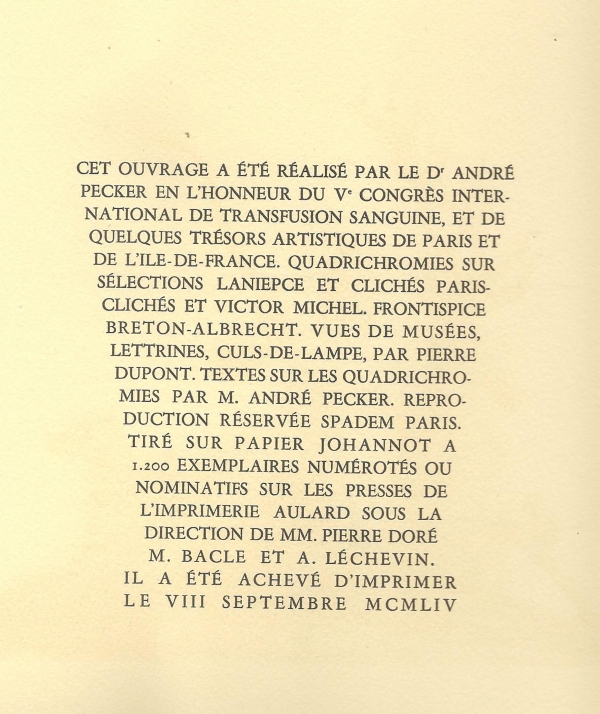 CET OUVRAGE A ÉTÉ RÉALISÉ PAR LE Dʳ ANDRÉ
PECKER EN L'HONNEUR DU Vᵉ CONGRÈS INTER-
NATIONAL DE TRANSFUSION SANGUINE, ET DE
QUELQUES TRÉSORS ARTISTIQUES DE PARIS ET
DE L'ILE-DE-FRANCE. QUADRICHROMIES SUR
SÉLECTIONS LANIEPCE ET CLICHÉS PARIS-
CLICHÉS ET VICTOR MICHEL. FRONTISPICE
BRETON-ALBRECHT. VUES DE MUSÉES,
LETTRINES, CULS-DE-LAMPE, PAR PIERRE
DUPONT. TEXTES SUR LES QUADRICHRO-
MIES PAR M. ANDRÉ PECKER. REPRO-
DUCTION RÉSERVÉE SPADEM PARIS.
TIRÉ SUR PAPIER JOHANNOT A
1.200 EXEMPLAIRES NUMÉROTÉS OU
NOMINATIFS SUR LES PRESSES DE
L'IMPRIMERIE AULARD SOUS LA
DIRECTION DE MM. PIERRE DORÉ
M. BACLE ET A. LÉCHEVIN.
IL A ÉTÉ ACHEVÉ D'IMPRIMER
LE VIII SEPTEMBRE MCMLIV